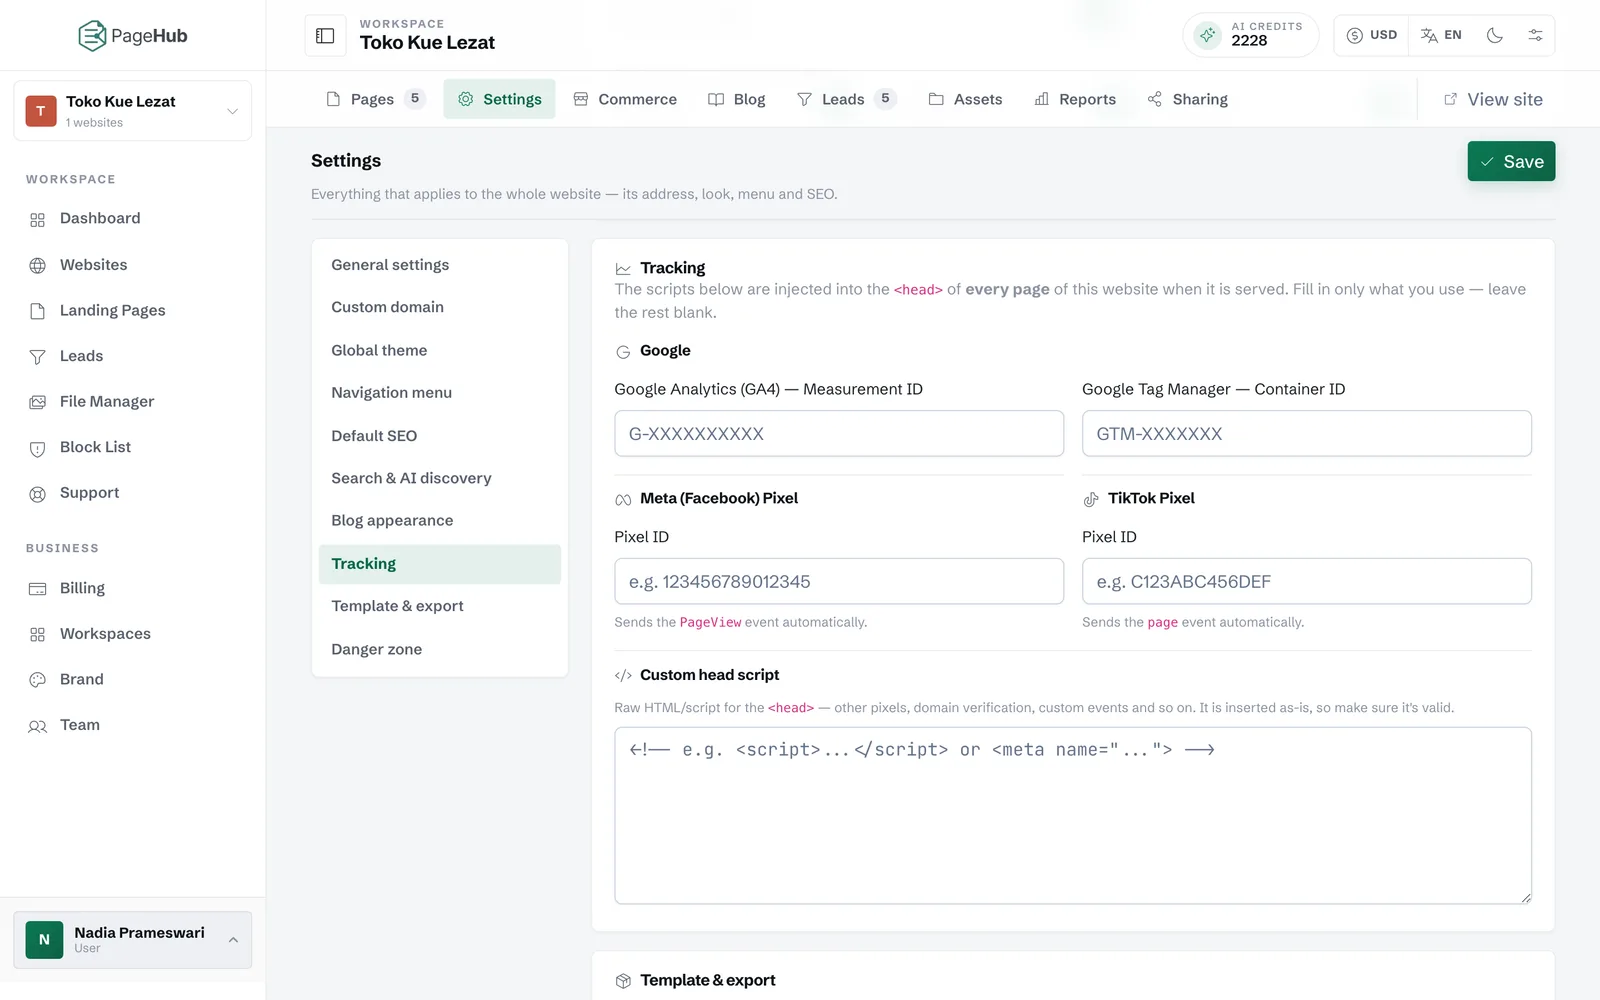 PageHub
WORKSPACE
Toko Kue Lezat
AI CREDITS
2228
USD
EN
T
Toko Kue Lezat
1 websites
Pages 5
Settings
Commerce
Blog
Leads 5
Assets
Reports
Sharing
View site
WORKSPACE
Dashboard
Websites
Landing Pages
Leads
File Manager
Block List
Support
BUSINESS
Billing
Workspaces
Brand
Team
N
Nadia Prameswari
User
Settings
Everything that applies to the whole website — its address, look, menu and SEO.
Save
General settings
Custom domain
Global theme
Navigation menu
Default SEO
Search & AI discovery
Blog appearance
Tracking
Template & export
Danger zone
Tracking
The scripts below are injected into the <head> of every page of this website when it is served. Fill in only what you use — leave
the rest blank.
Google
Google Analytics (GA4) — Measurement ID
G-XXXXXXXXXX
Google Tag Manager — Container ID
GTM-XXXXXXX
Meta (Facebook) Pixel
Pixel ID
e.g. 123456789012345
Sends the PageView event automatically.
TikTok Pixel
Pixel ID
e.g. C123ABC456DEF
Sends the page event automatically.
</> Custom head script
Raw HTML/script for the <head> — other pixels, domain verification, custom events and so on. It is inserted as-is, so make sure it's valid.
<!-- e.g. <script>...</script> or <meta name="..."> -->
Template & export